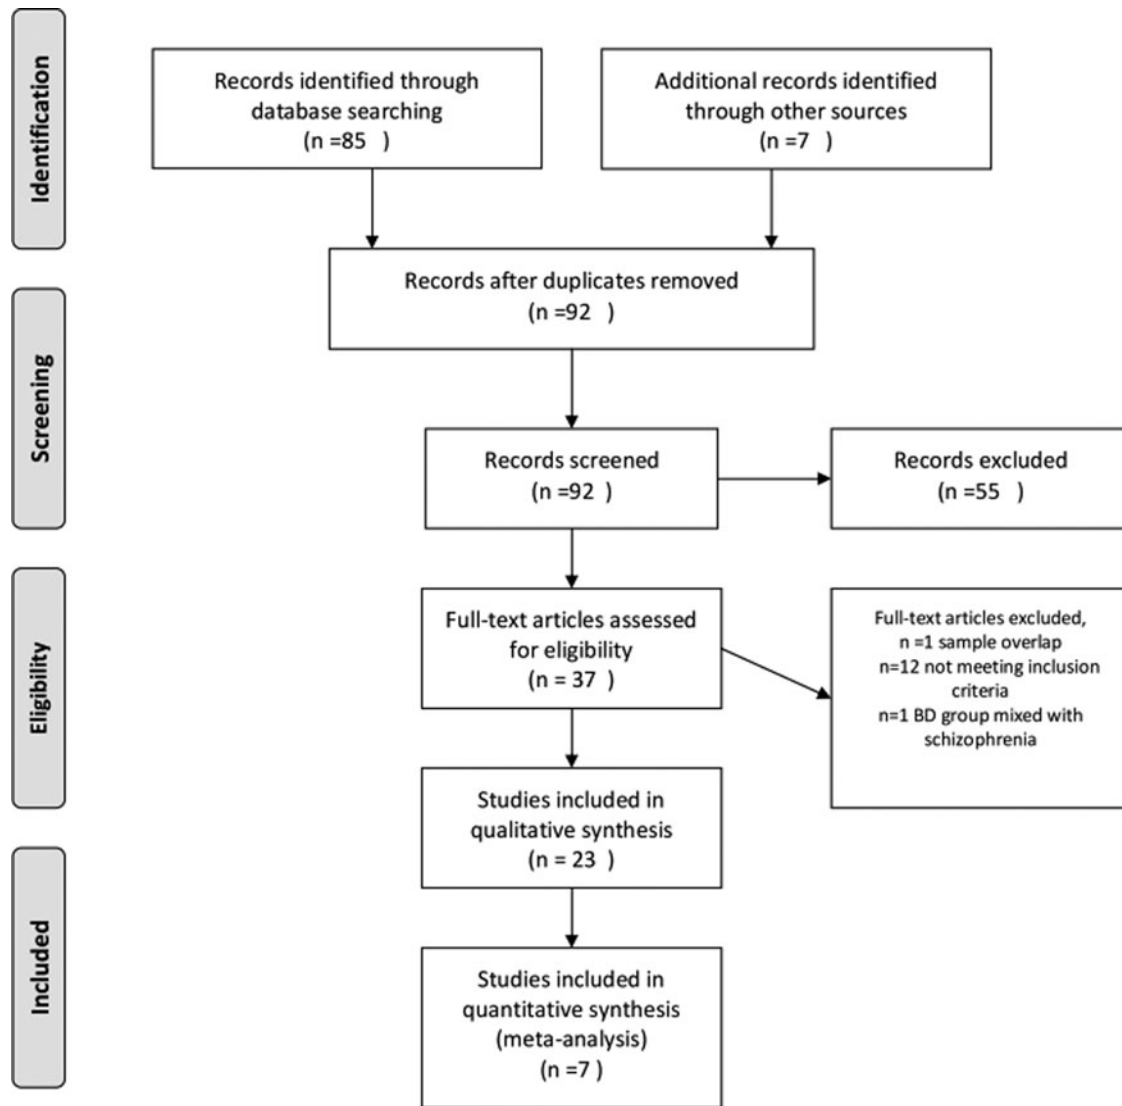 Identification
Records identified through
database searching
(n =85 )
Additional records identified
through other sources
(n =7 )
Records after duplicates removed
(n =92 )
Screening
Records screened
(n =92 )
Records excluded
(n =55 )
Eligibility
Full-text articles assessed
for eligibility
(n = 37 )
Full-text articles excluded,
n =1 sample overlap
n=12 not meeting inclusion
criteria
n=1 BD group mixed with
schizophrenia
Studies included in
qualitative synthesis
(n = 23 )
Included
Studies included in
quantitative synthesis
(meta-analysis)
(n =7 )